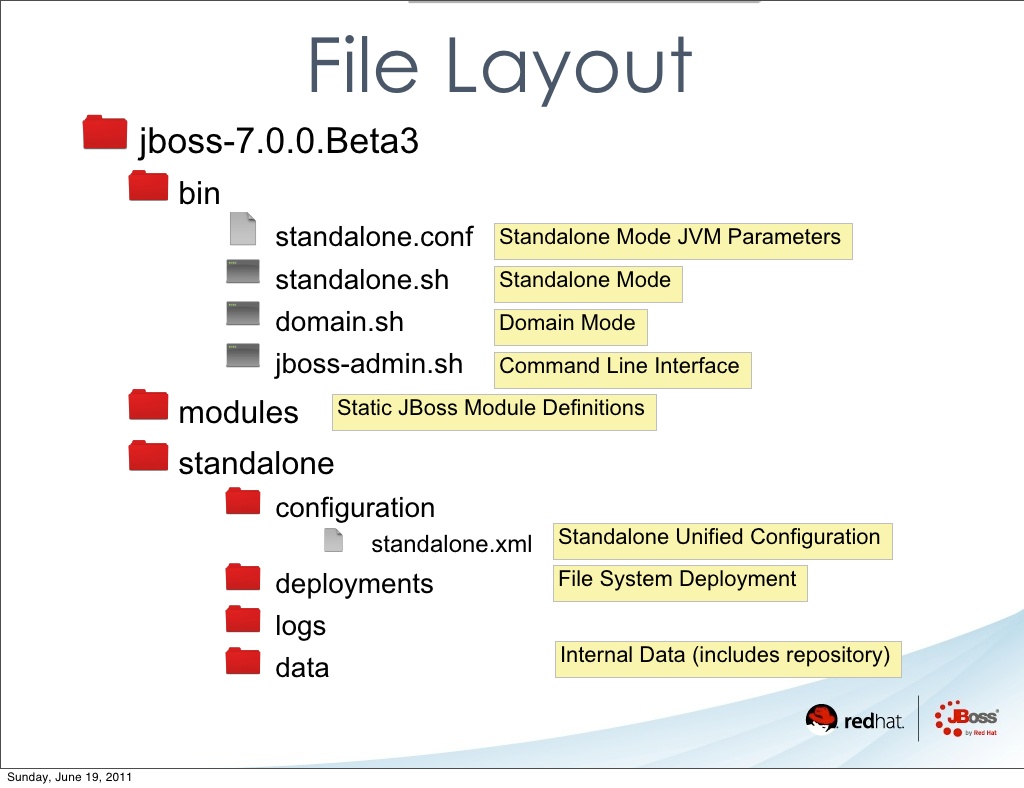 File Layout
jboss-7.0.0.Beta3
bin
standalone.conf Standalone Mode JVM Parameters
standalone.sh Standalone Mode
domain.sh Domain Mode
jboss-admin.sh Command Line Interface
modules Static JBoss Module Definitions
standalone
configuration
standalone.xml Standalone Unified Configuration
deployments File System Deployment
logs
data Internal Data (includes repository)
redhat. JBoss
by Red Hat
Sunday, June 19, 2011